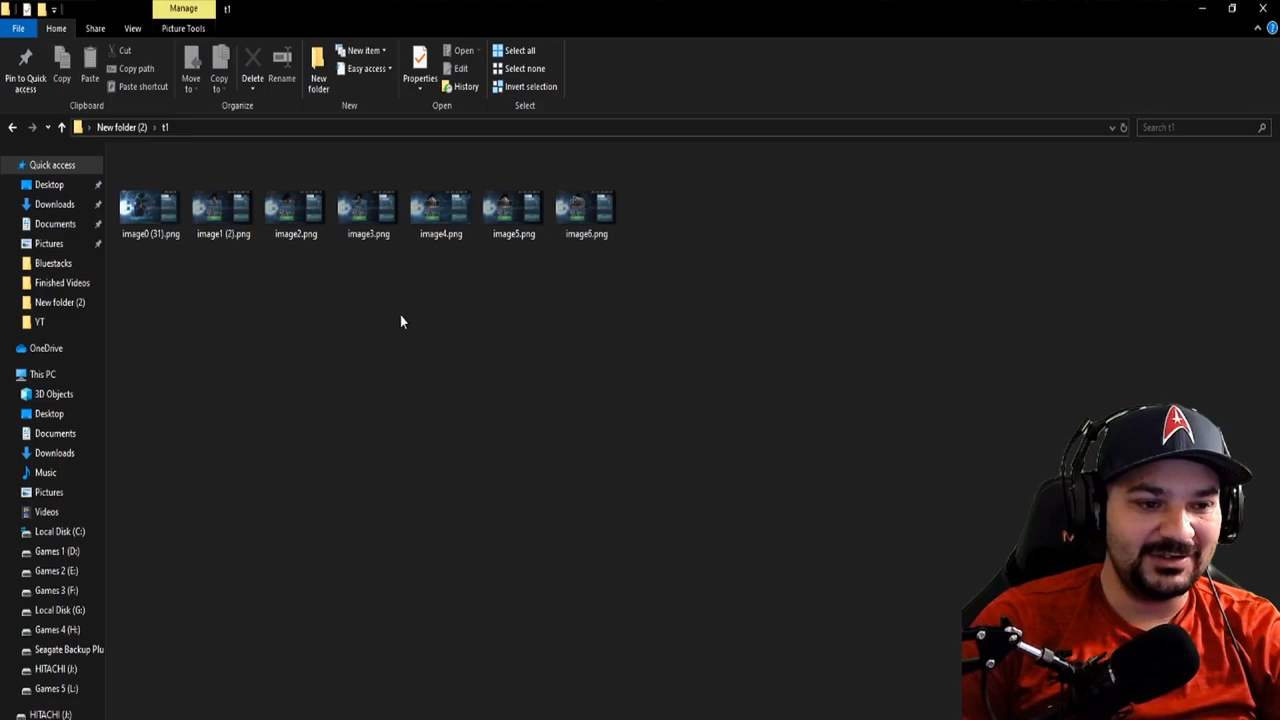 Manage
t1
File
Home
Share
View
Picture Tools
Pin to Quick access
Copy
Paste
Cut
Copy path
Paste shortcut
Clipboard
Move to
Copy to
Delete
Rename
Organize
New folder
New item
Easy access
New
Properties
Open
Edit
History
Open
Select all
Select none
Invert selection
Select
New folder (2) t1
Search t1
Quick access
Desktop
Downloads
Documents
Pictures
Bluestacks
Finished Videos
New folder (2)
YT
OneDrive
This PC
3D Objects
Desktop
Documents
Downloads
Music
Pictures
Videos
Local Disk (C:)
Games 1 (D:)
Games 2 (E:)
Games 3 (F:)
Local Disk (G:)
Games 4 (H:)
Seagate Backup Plu
HITACHI (J:)
Games 5 (L:)
HITACHI (J:)
image0 (31).png
image1 (2).png
image2.png
image3.png
image4.png
image5.png
image6.png